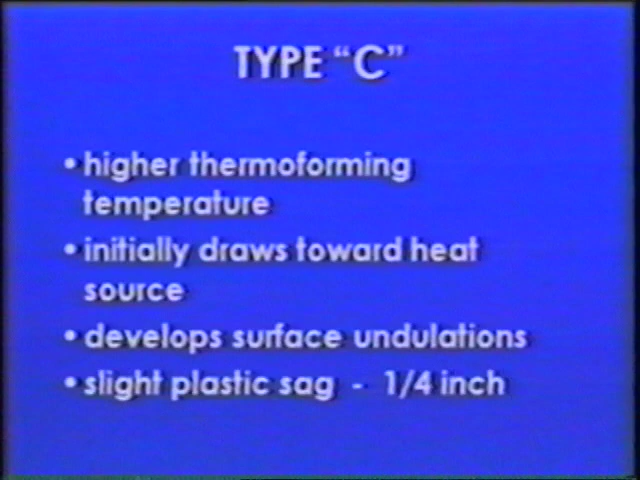 TYPE “C”
•higher thermoforming
temperature
•initially draws toward heat
source
•develops surface undulations
•slight plastic sag - 1/4 inch